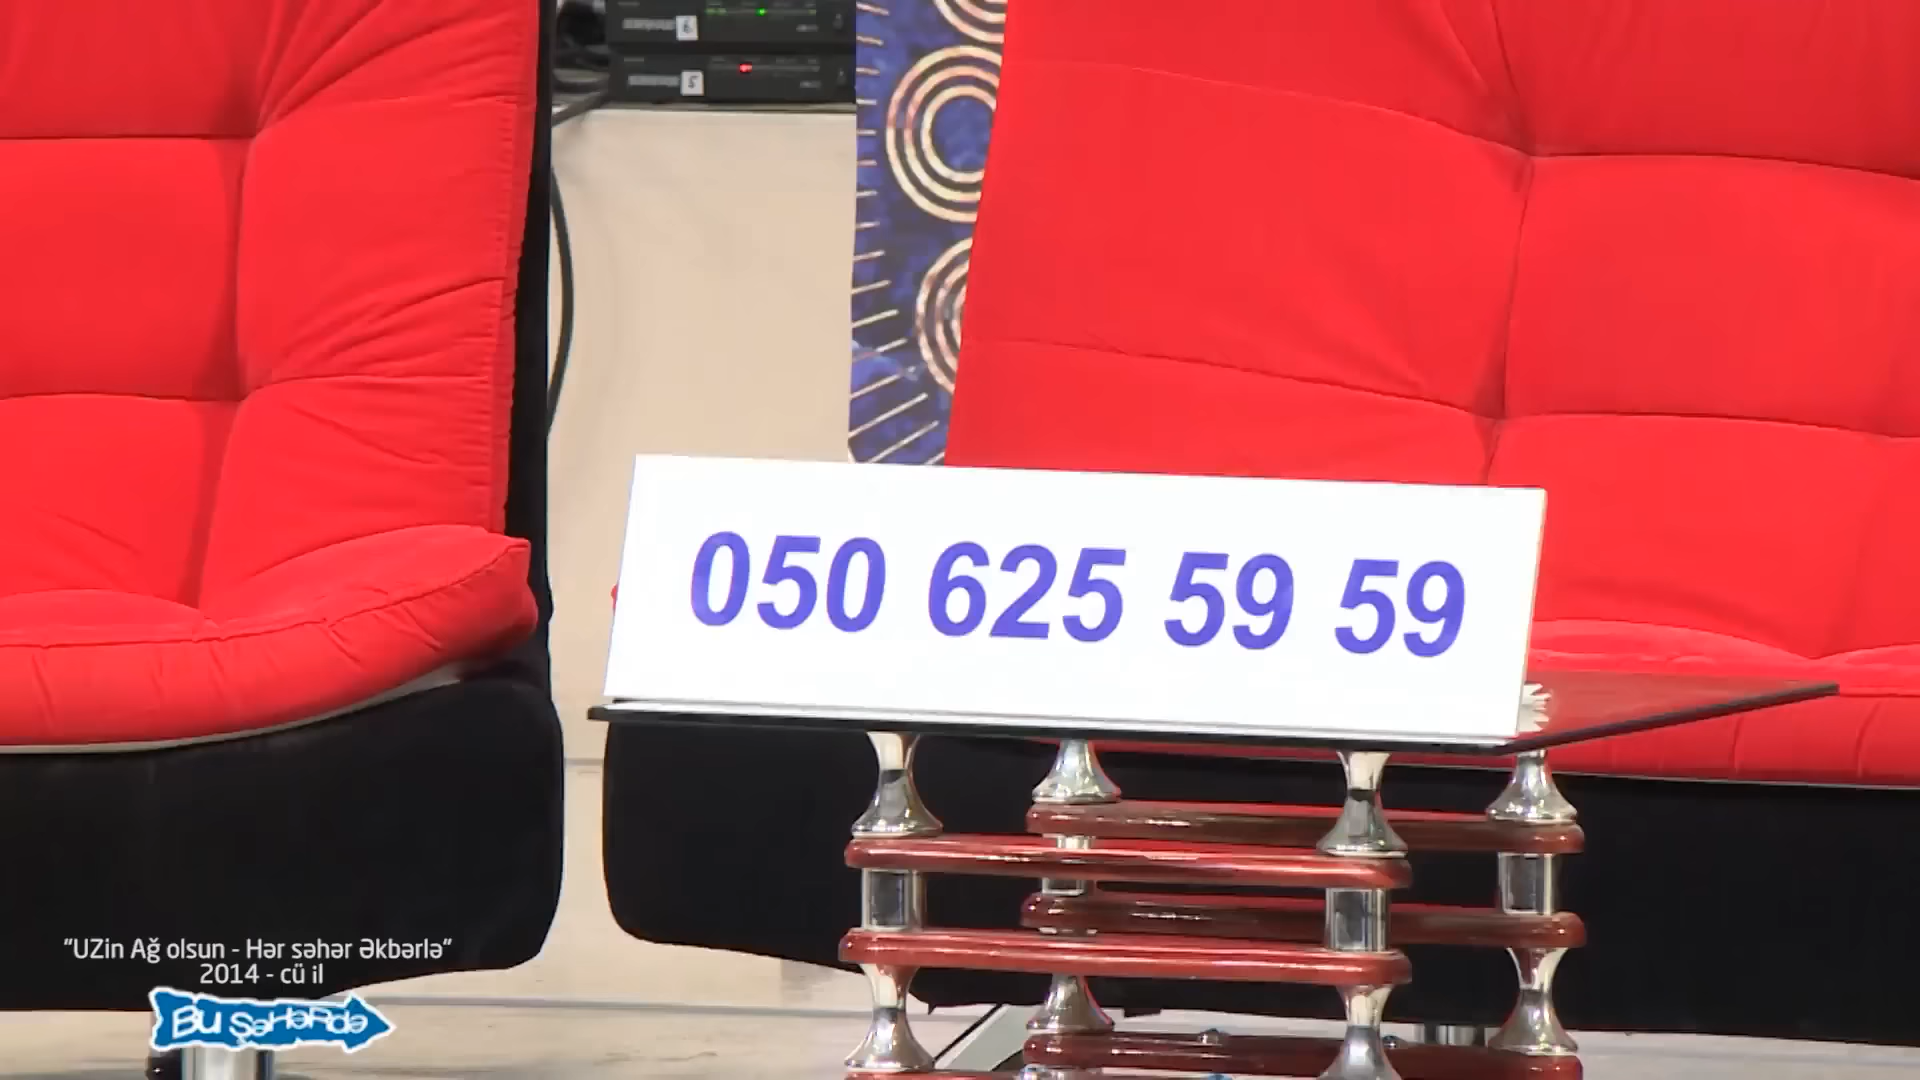 050 625 59 59
"UZin Ağ olsun - Hər səhər Əkbərlə"
2014 - cü il
Bu şəhərdə